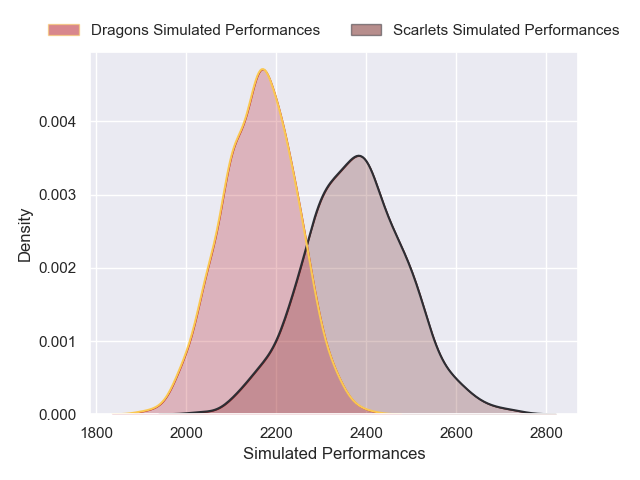 Dragons Simulated Performances Scarlets Simulated Performances
0.004
0.003
0.002
0.001
0.000
Density
1800 2000 2200 2400 2600 2800
Simulated Performances